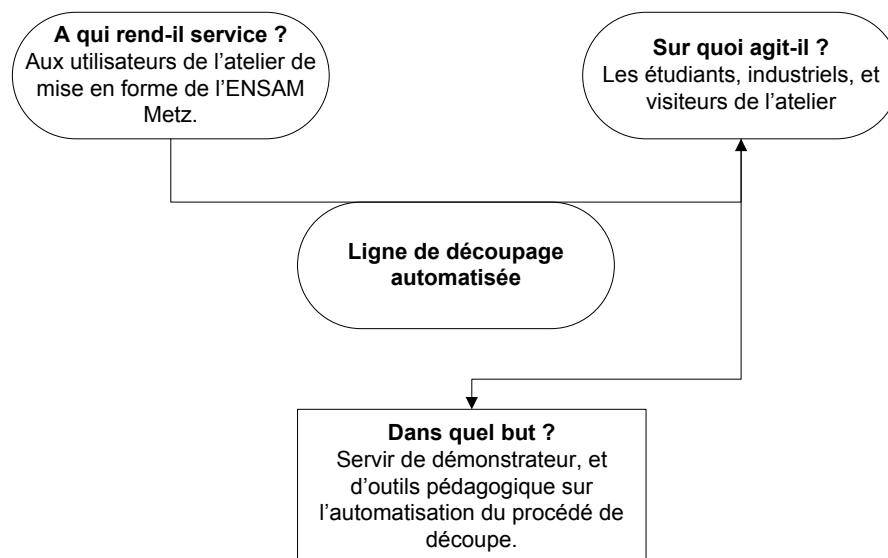 A qui rend-il service ?
Aux utilisateurs de l’atelier de
mise en forme de l’ENSAM
Metz.
Sur quoi agit-il ?
Les étudiants, industriels, et
visiteurs de l’atelier
Ligne de découpage
automatisée
Dans quel but ?
Servir de démonstrateur, et
d’outils pédagogique sur
l’automatisation du procédé de
découpe.